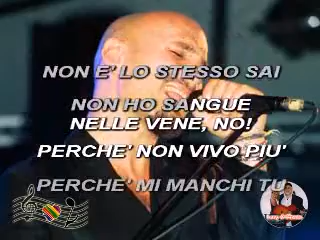 NON E' LO STESSO SAI
NON HO SANGUE
NELLE VENE, NO!
PERCHE' NON VIVO PIU'
PERCHE' MI MANCHI TU